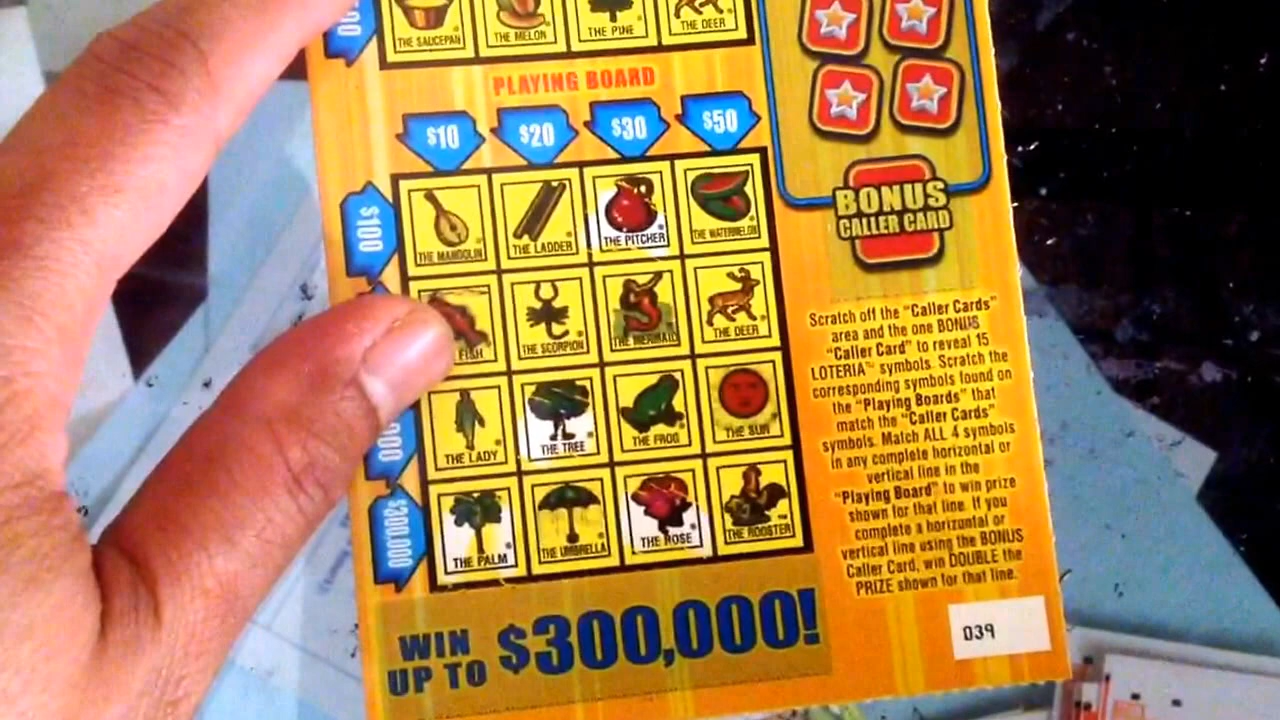 THE SAUCEPAN THE MELON THE PINE THE DEER
PLAYING BOARD
$10 $20 $30 $50
$100
THE MANDOLIN THE LADDER THE PITCHER THE WATERMELON
FISH THE SCORPION THE MERMAID THE DEER
THE LADY THE TREE THE FROG THE SUN
$300,000
THE PALM THE UMBRELLA THE ROSE THE ROOSTER
WIN
UP TO $300,000!
BONUS
CALLER CARD
Scratch off the "Caller Cards"
area and the one BONUS
"Caller Card" to reveal 15
LOTERIA™ symbols. Scratch the
corresponding symbols found on
the "Playing Boards" that
match the "Caller Cards"
symbols. Match ALL 4 symbols
in any complete horizontal or
vertical line in the
"Playing Board" to win prize
shown for that line. If you
complete a horizontal or
vertical line using the BONUS
Caller Card, win DOUBLE the
PRIZE shown for that line.
039